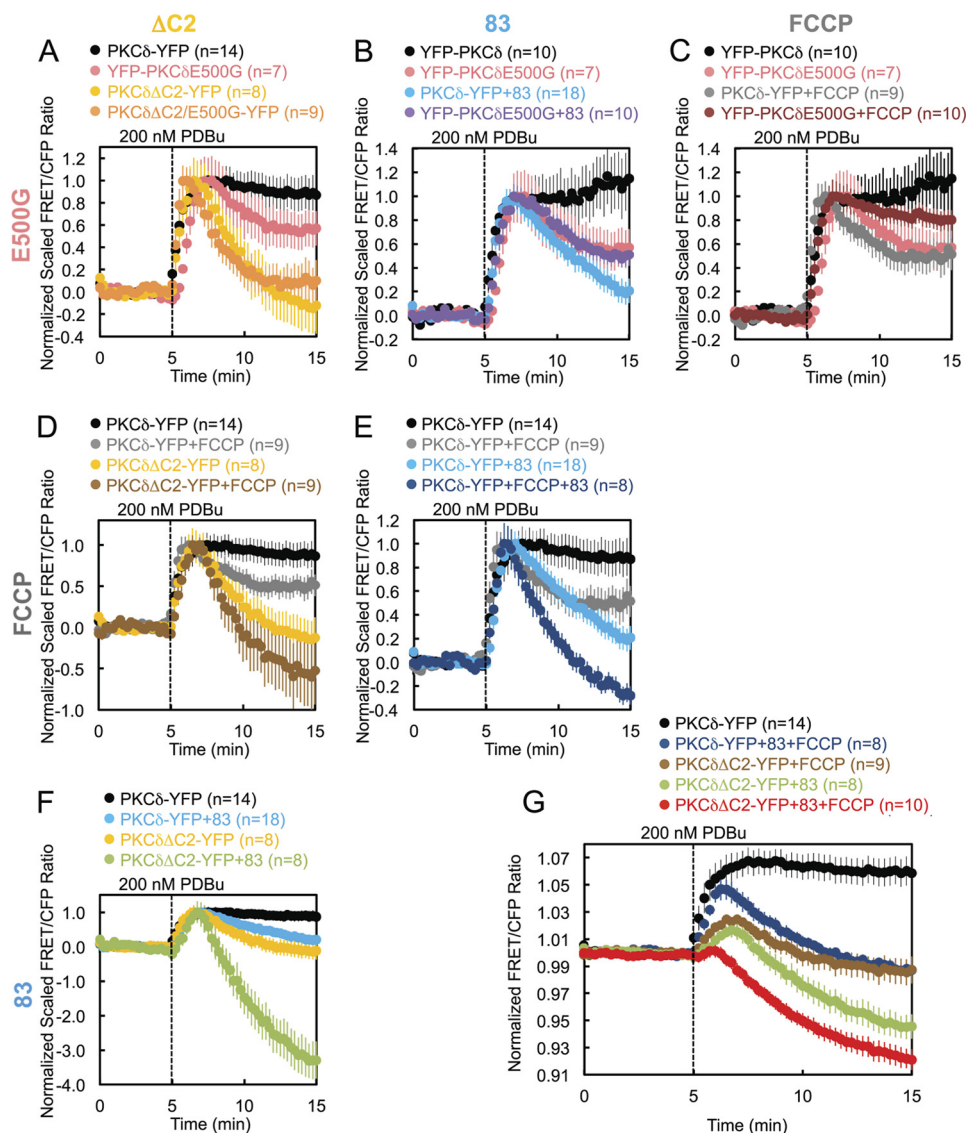 ΔC2
83
FCCP
E500G
A
PKCδ-YFP (n=14)
YFP-PKCδE500G (n=7)
PKCδΔC2-YFP (n=8)
PKCδΔC2/E500G-YFP (n=9)
200 nM PDBu
Normalized Scaled FRET/CFP Ratio
1.2
1.0
0.8
0.6
0.4
0.2
0.0
-0.2
-0.4
0
5
10
15
Time (min)
B
YFP-PKCδ (n=10)
YFP-PKCδE500G (n=7)
PKCδ-YFP+83 (n=18)
YFP-PKCδE500G+83 (n=10)
200 nM PDBu
Normalized Scaled FRET/CFP Ratio
1.2
1.0
0.8
0.6
0.4
0.2
0.0
-0.2
0
5
10
15
Time (min)
C
YFP-PKCδ (n=10)
YFP-PKCδE500G (n=7)
PKCδ-YFP+FCCP (n=9)
YFP-PKCδE500G+FCCP (n=10)
200 nM PDBu
Normalized Scaled FRET/CFP Ratio
1.2
1.0
0.8
0.6
0.4
0.2
0.0
-0.2
0
5
10
15
Time (min)
FCCP
D
PKCδ-YFP (n=14)
PKCδ-YFP+FCCP (n=9)
PKCδΔC2-YFP (n=8)
PKCδΔC2-YFP+FCCP (n=9)
200 nM PDBu
Normalized Scaled FRET/CFP Ratio
1.0
0.5
0.0
-0.5
-1.0
0
5
10
15
Time (min)
E
PKCδ-YFP (n=14)
PKCδ-YFP+FCCP (n=9)
PKCδ-YFP+83 (n=18)
PKCδ-YFP+FCCP+83 (n=8)
200 nM PDBu
Normalized Scaled FRET/CFP Ratio
1.2
1.0
0.8
0.6
0.4
0.2
0.0
-0.2
-0.4
0
5
10
15
Time (min)
83
F
PKCδ-YFP (n=14)
PKCδ-YFP+83 (n=18)
PKCδΔC2-YFP (n=8)
PKCδΔC2-YFP+83 (n=8)
200 nM PDBu
Normalized Scaled FRET/CFP Ratio
1.0
0.0
-1.0
-2.0
-3.0
-4.0
0
5
10
15
Time (min)
PKCδ-YFP (n=14)
PKCδ-YFP+83+FCCP (n=8)
PKCδΔC2-YFP+FCCP (n=9)
PKCδΔC2-YFP+83 (n=8)
PKCδΔC2-YFP+83+FCCP (n=10)
G
200 nM PDBu
Normalized FRET/CFP Ratio
1.07
1.05
1.03
1.01
0.99
0.97
0.95
0.93
0.91
0
5
10
15
Time (min)